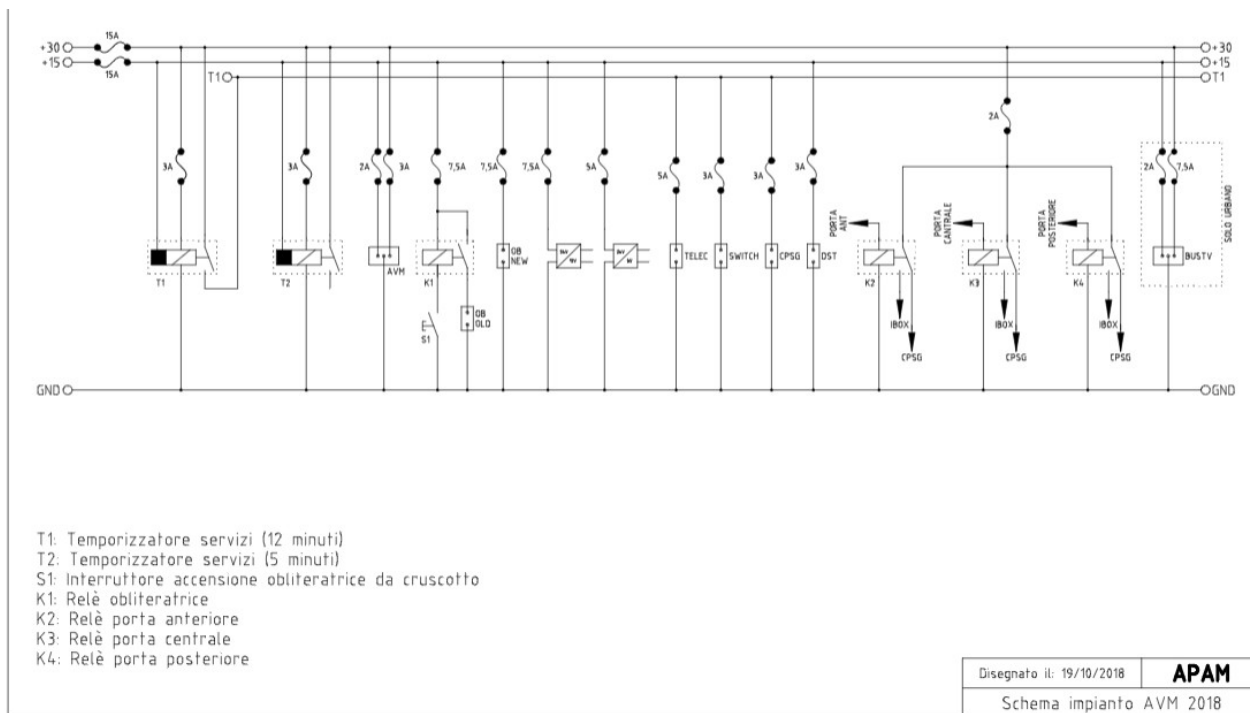 15A
+30
+30
+15
+15
15A
T1
T1
2A
3A
3A
2A
3A
7,5A
7,5A
7,5A
5A
5A
3A
3A
3A
2A
7,5A
SOLO URBANO
PORTA
ANT
PORTA
CANTRALE
PORTA
POSTERIORE
T1
T2
AVM
K1
OB
NEW
TELEC
SWITCH
CPSG
DST
K2
K3
K4
BUSTV
S1
OB
OLD
IBOX
CPSG
IBOX
CPSG
IBOX
CPSG
GND
GND
T1: Temporizzatore servizi (12 minuti)
T2: Temporizzatore servizi (5 minuti)
S1: Interruttore accensione obliteratrice da cruscotto
K1: Relè obliteratrice
K2: Relè porta anteriore
K3: Relè porta centrale
K4: Relè porta posteriore
Disegnato il: 19/10/2018
APAM
Schema impianto AVM 2018